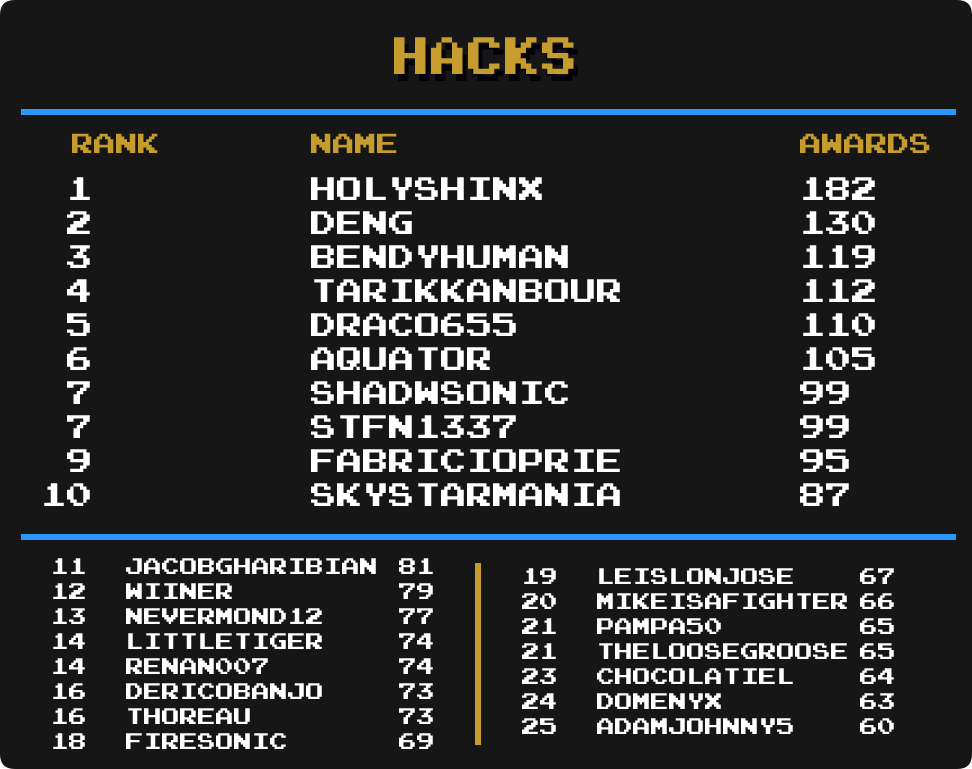 HACKS
RANK NAME AWARDS
1 HOLYSHINX 182
2 DENG 130
3 BENDYHUMAN 119
4 TARIKKANBOUR 112
5 DRACO655 110
6 AQUATOR 105
7 SHADWSONIC 99
7 STFN1337 99
9 FABRICIOPRIE 95
10 SKYSTARMANIA 87
11 JACOBGHARIBIAN 81
12 WIINER 79
13 NEVERMOND12 77
14 LITTLETIGER 74
14 RENAN007 74
16 DERICOBANJO 73
16 THOREAU 73
18 FIRESONIC 69
19 LEISLONJOSE 67
20 MIKEISAFIGHTER 66
21 PAMPA50 65
21 THELOOSEGROOSE 65
23 CHOCOLATIEL 64
24 DOMENYX 63
25 ADAMJOHNNY5 60